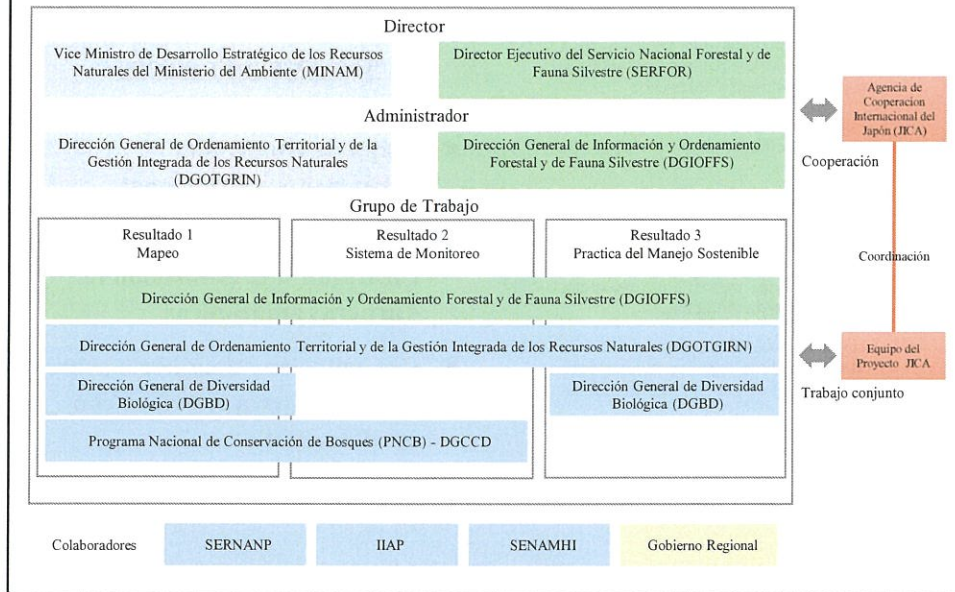 Director
Vice Ministro de Desarrollo Estratégico de los Recursos
Naturales del Ministerio del Ambiente (MINAM)
Director Ejecutivo del Servicio Nacional Forestal y de
Fauna Silvestre (SERFOR)
Administrador
Dirección General de Ordenamiento Territorial y de la
Gestión Integrada de los Recursos Naturales
(DGOTGRIN)
Dirección General de Información y Ordenamiento
Forestal y de Fauna Silvestre (DGIOFFS)
Agencia de
Cooperacion
Internacional del
Japón (JICA)
Cooperación
Grupo de Trabajo
Resultado 1
Mapeo
Resultado 2
Sistema de Monitoreo
Resultado 3
Practica del Manejo Sostenible
Coordinación
Dirección General de Información y Ordenamiento Forestal y de Fauna Silvestre (DGIOFFS)
Dirección General de Ordenamiento Territorial y de la Gestión Integrada de los Recursos Naturales (DGOTGIRN)
Equipo del
Proyecto JICA
Trabajo conjunto
Dirección General de Diversidad
Biológica (DGBD)
Dirección General de Diversidad
Biológica (DGBD)
Programa Nacional de Conservación de Bosques (PNCB) - DGCCD
Colaboradores
SERNANP
IIAP
SENAMHI
Gobierno Regional